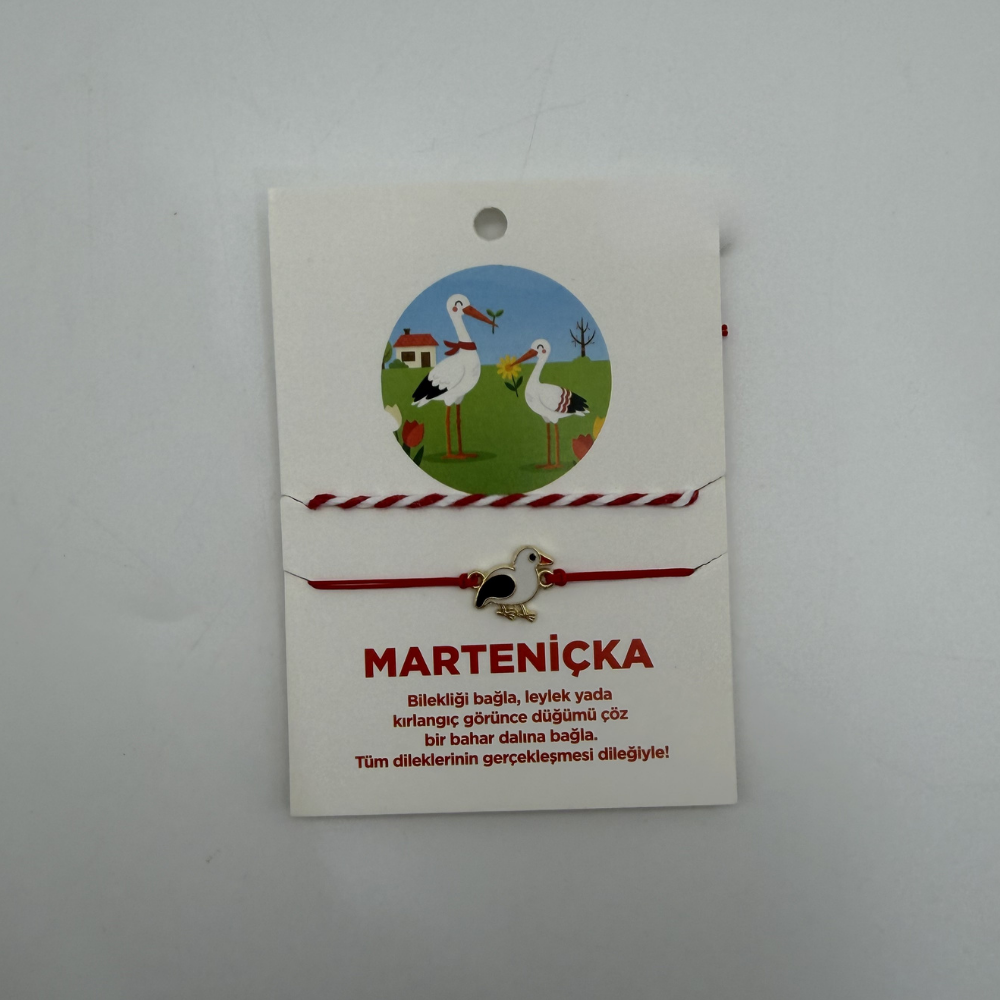 MARTENİÇKA
Bilekliği bağla, leylek yada
kırlangıç görünce düğümü çöz
bir bahar dalına bağla.
Tüm dileklerinin gerçekleşmesi dileğiyle!